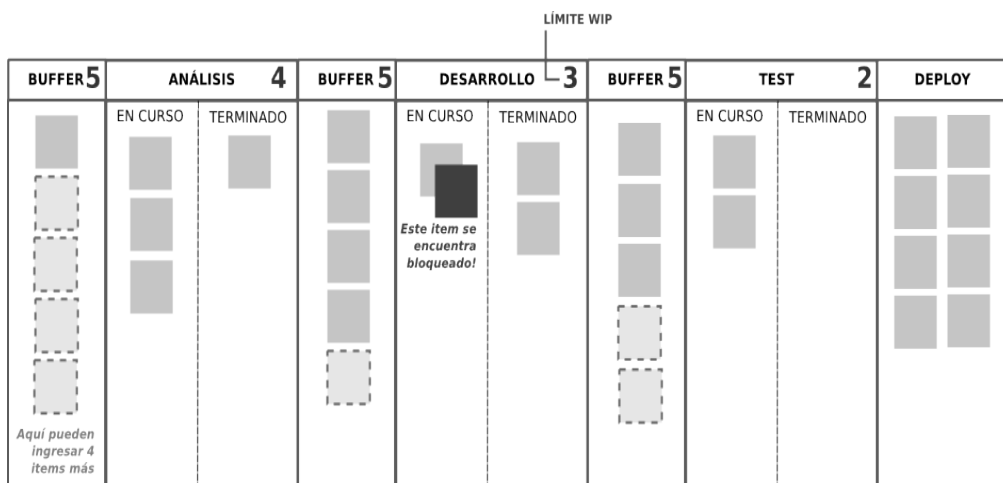 LÍMITE WIP
BUFFER 5
ANÁLISIS 4
BUFFER 5
DESARROLLO 3
BUFFER 5
TEST 2
DEPLOY
EN CURSO
TERMINADO
EN CURSO
TERMINADO
EN CURSO
TERMINADO
Este item se
encuentra
bloqueado!
Aquí pueden
ingresar 4
items más